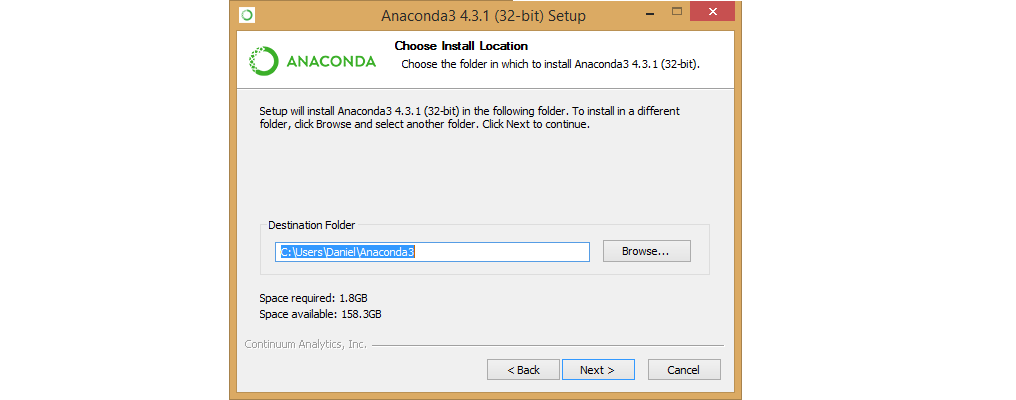 Anaconda3 4.3.1 (32-bit) Setup
ANACONDA
Choose Install Location
Choose the folder in which to install Anaconda3 4.3.1 (32-bit).
Setup will install Anaconda3 4.3.1 (32-bit) in the following folder. To install in a different
folder, click Browse and select another folder. Click Next to continue.
Destination Folder
C:\Users\Daniel\Anaconda3
Browse...
Space required: 1.8GB
Space available: 158.3GB
Continuum Analytics, Inc.
< Back
Next >
Cancel